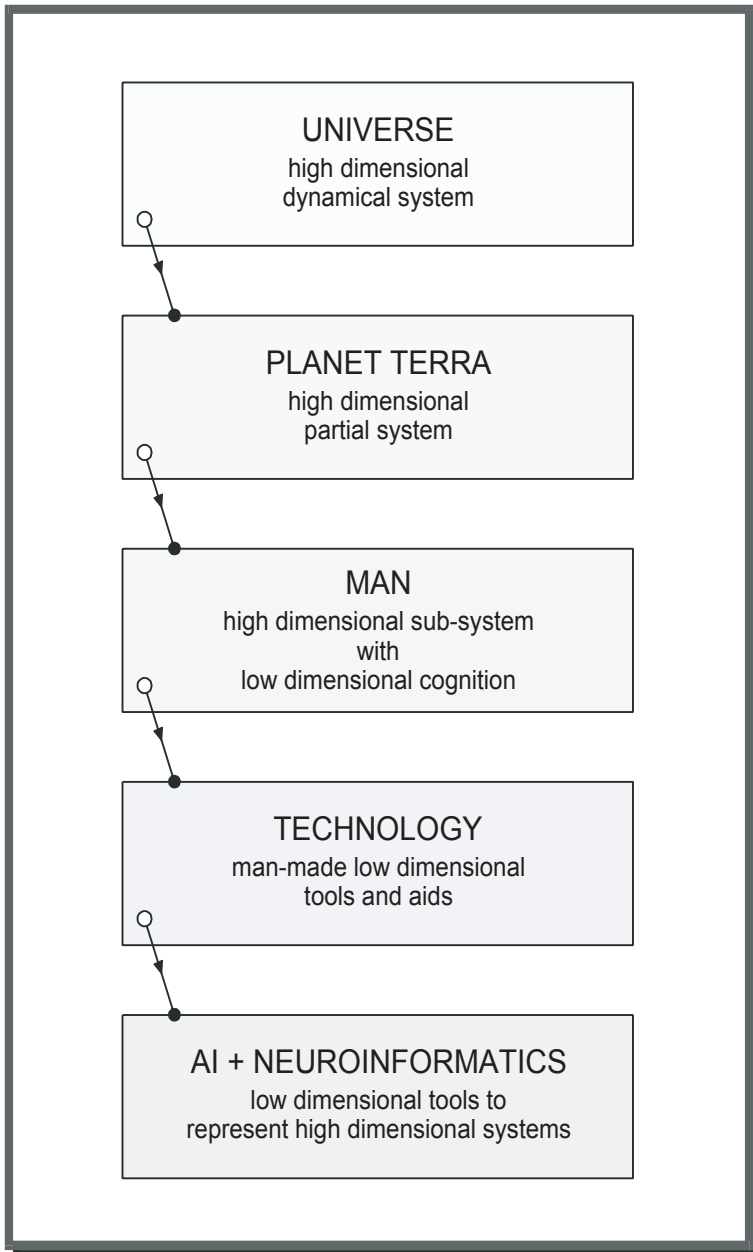 UNIVERSE
high dimensional
dynamical system
PLANET TERRA
high dimensional
partial system
MAN
high dimensional sub-system
with
low dimensional cognition
TECHNOLOGY
man-made low dimensional
tools and aids
AI + NEUROINFORMATICS
low dimensional tools to
represent high dimensional systems